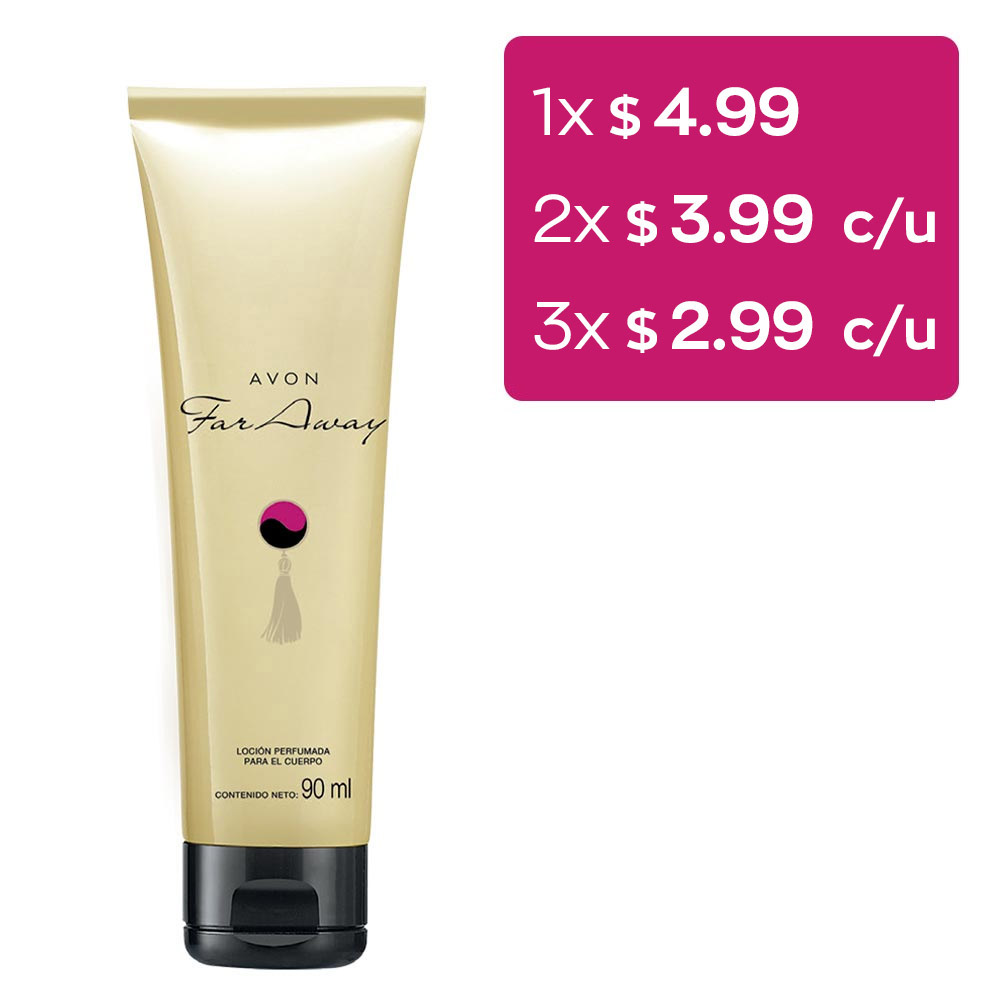 AVON
Far Away
LOCIÓN PERFUMADA
PARA EL CUERPO
CONTENIDO NETO: 90 ml
1x $ 4.99
2x $ 3.99 c/u
3x $ 2.99 c/u